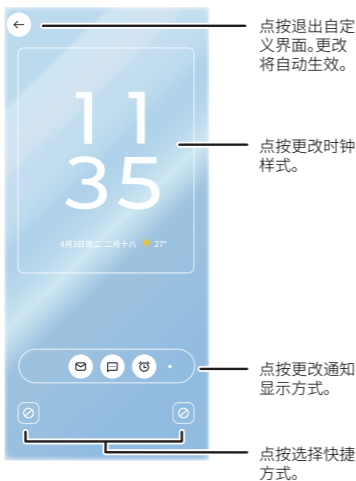 点按退出自定
义界面。更改
将自动生效。
11
35
点按更改时钟
样式。
4月3日周二 二月十八 27°
点按更改通知
显示方式。
点按选择快捷
方式。